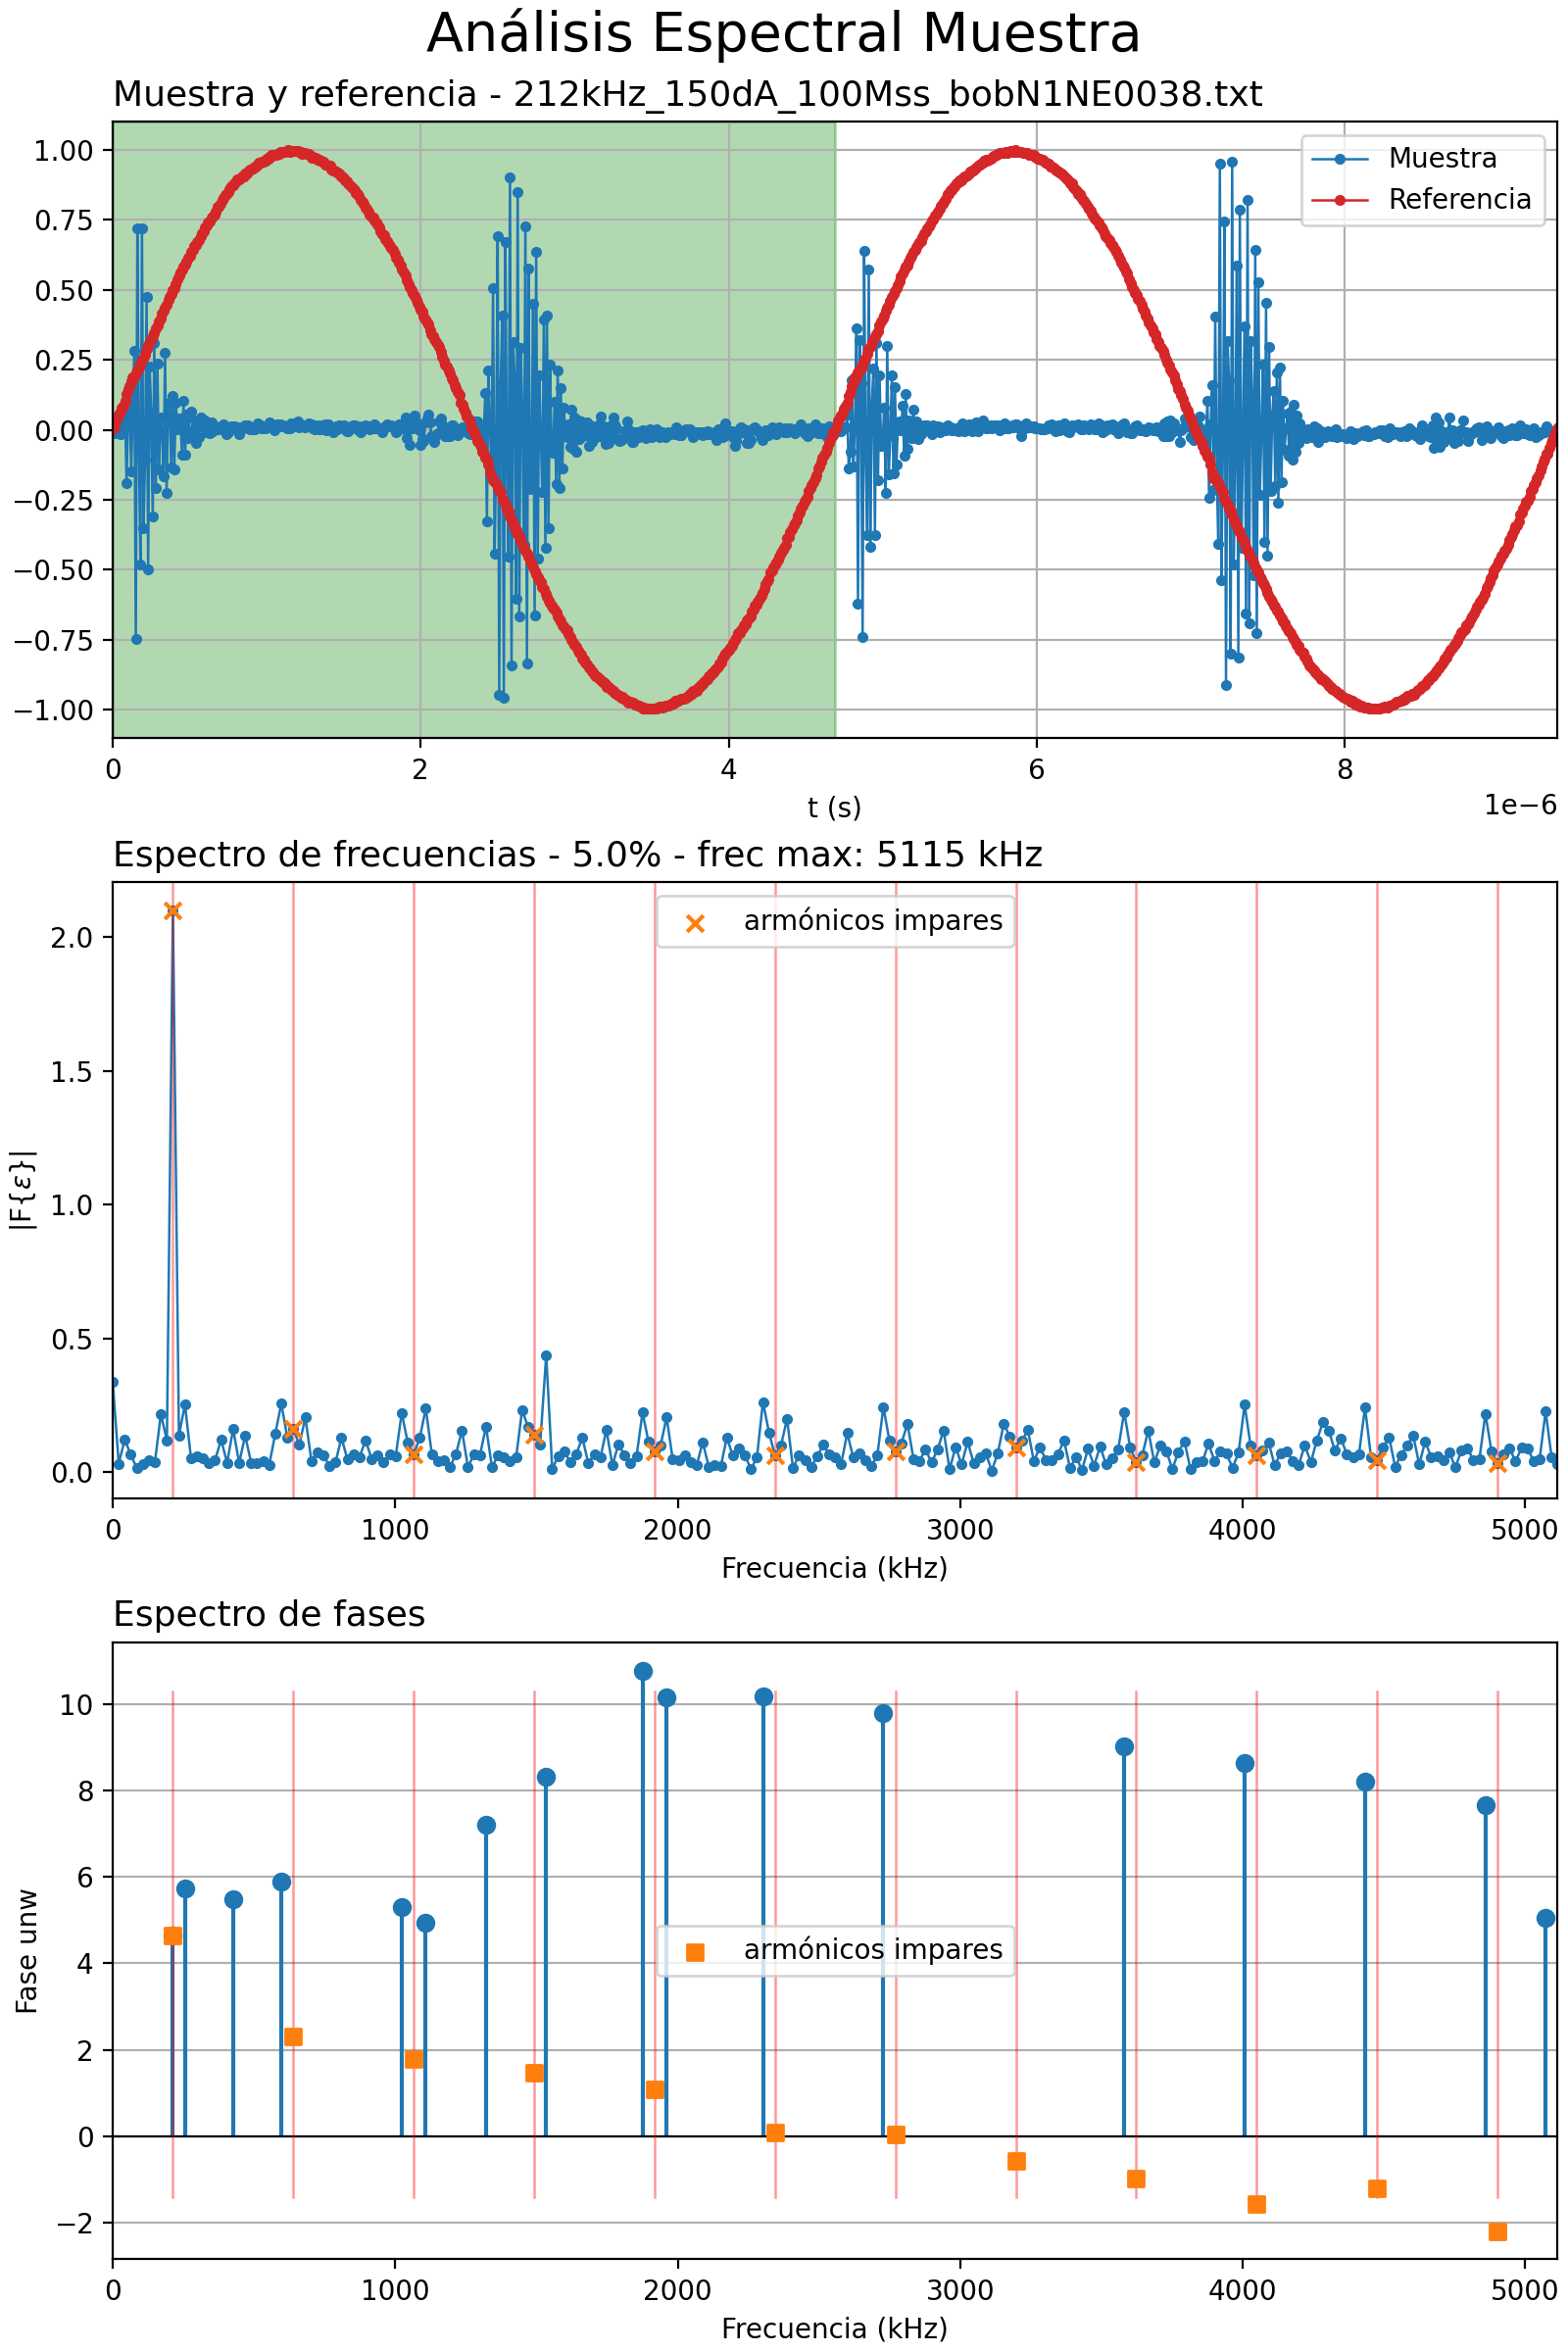 Análisis Espectral Muestra
Muestra y referencia - 212kHz_150dA_100Mss_bobN1NE0038.txt
1.00
0.75
0.50
0.25
0.00
−0.25
−0.50
−0.75
−1.00
Muestra
Referencia
0 2 4 6 8
t (s)
1e−6
Espectro de frecuencias - 5.0% - frec max: 5115 kHz
armónicos impares
2.0
1.5
1.0
0.5
0.0
|F{ε}|
0 1000 2000 3000 4000 5000
Frecuencia (kHz)
Espectro de fases
10
8
6
4
2
0
−2
Fase unw
armónicos impares
0 1000 2000 3000 4000 5000
Frecuencia (kHz)